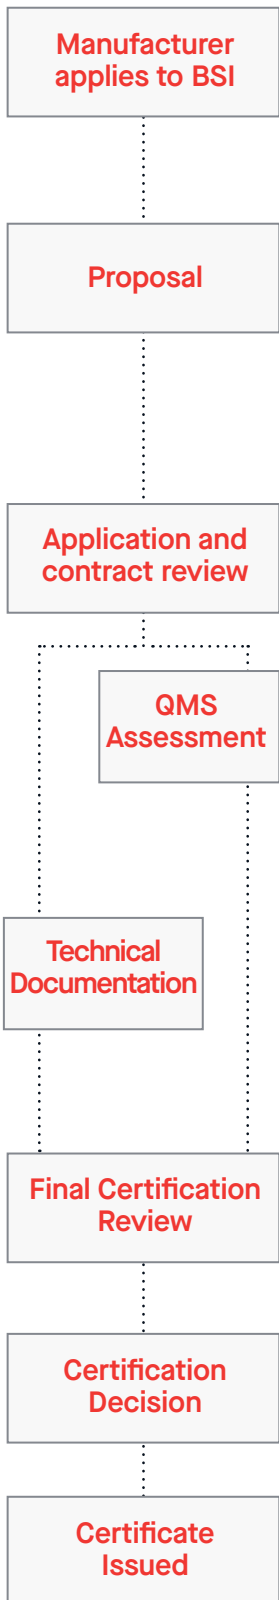 Manufacturer
applies to BSI
Proposal
Application and
contract review
QMS
Assessment
Technical
Documentation
Final Certification
Review
Certification
Decision
Certificate
Issued